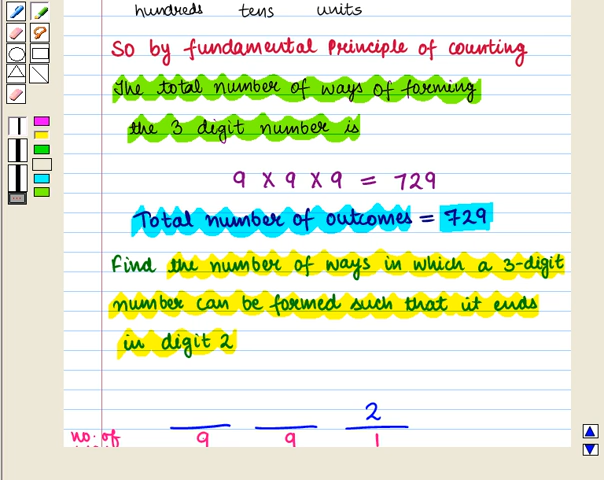 hundreds tens units
So by fundamental Principle of counting
The total number of ways of forming
the 3 digit number is
9 X 9 X 9 = 729
Total number of outcomes = 729
Find the number of ways in which a 3-digit
number can be formed such that it ends
in digit 2
2
no. of 9 9 1